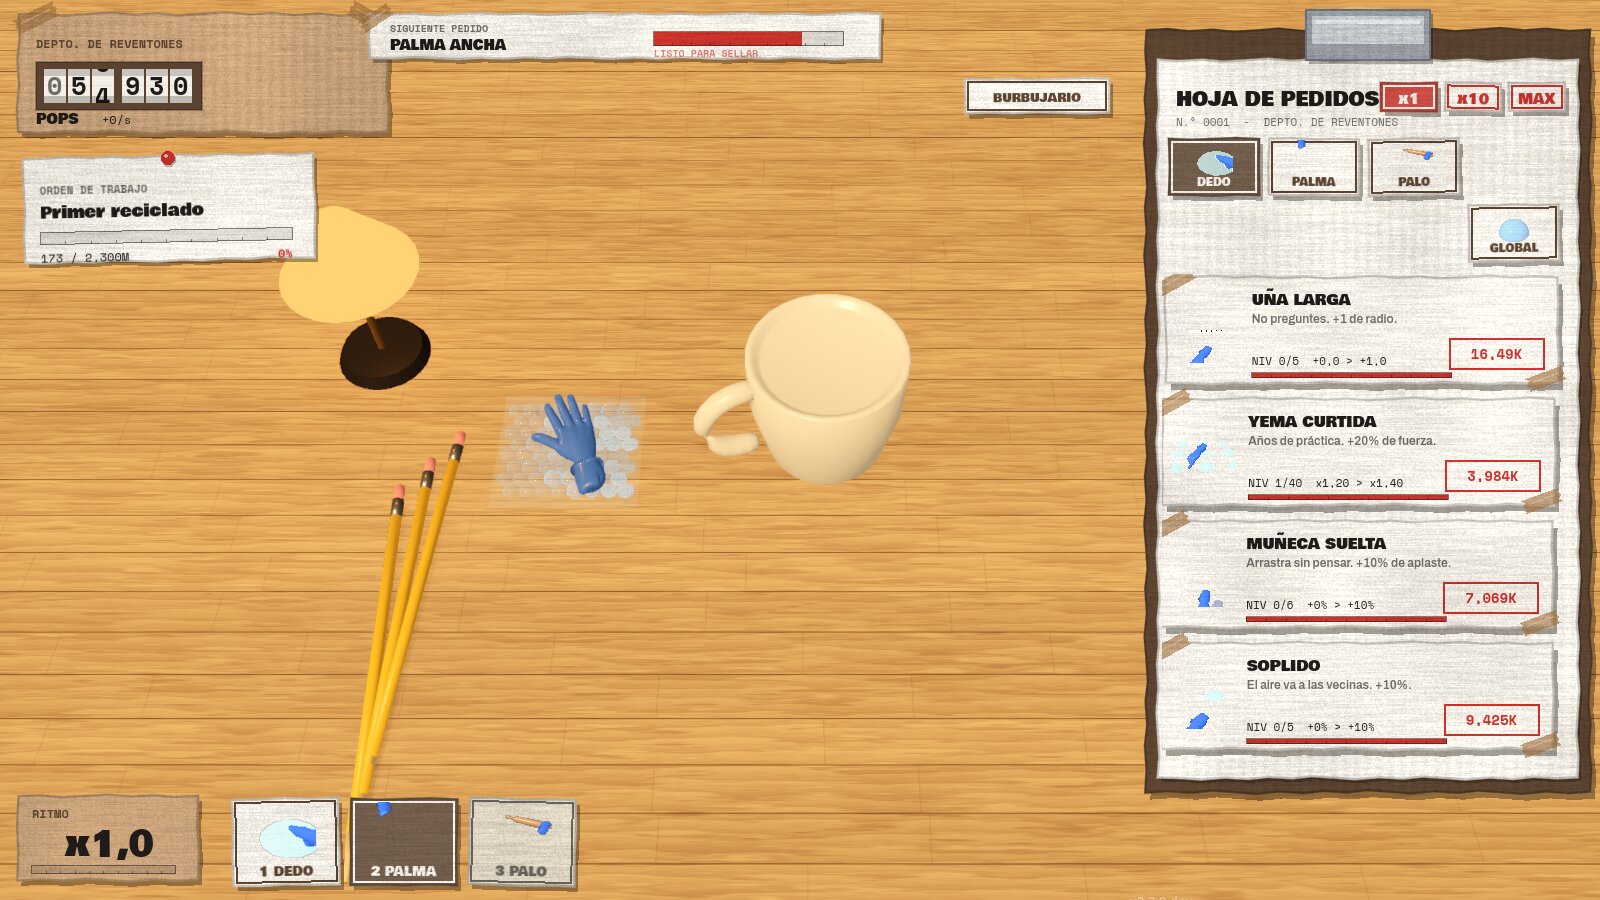 DEPTO. DE REVENTONES
054930
POPS +0/s
SIGUIENTE PEDIDO
PALMA ANCHA
LISTO PARA SELLAR
BURBUJARIO
ORDEN DE TRABAJO
Primer reciclado
173 / 2,300M 0%
HOJA DE PEDIDOS x1 x10 MAX
N.° 0001 - DEPTO. DE REVENTONES
DEDO PALMA PALO
GLOBAL
UÑA LARGA
No preguntes. +1 de radio.
NIV 0/5 +0,0 > +1,0
16,49K
YEMA CURTIDA
Años de práctica. +20% de fuerza.
NIV 1/40 x1,20 > x1,40
3,984K
MUÑECA SUELTA
Arrastra sin pensar. +10% de aplaste.
NIV 0/6 +0% > +10%
7,069K
SOPLIDO
El aire va a las vecinas. +10%.
NIV 0/5 +0% > +10%
9,425K
RITMO
x1,0
1 DEDO 2 PALMA 3 PALO